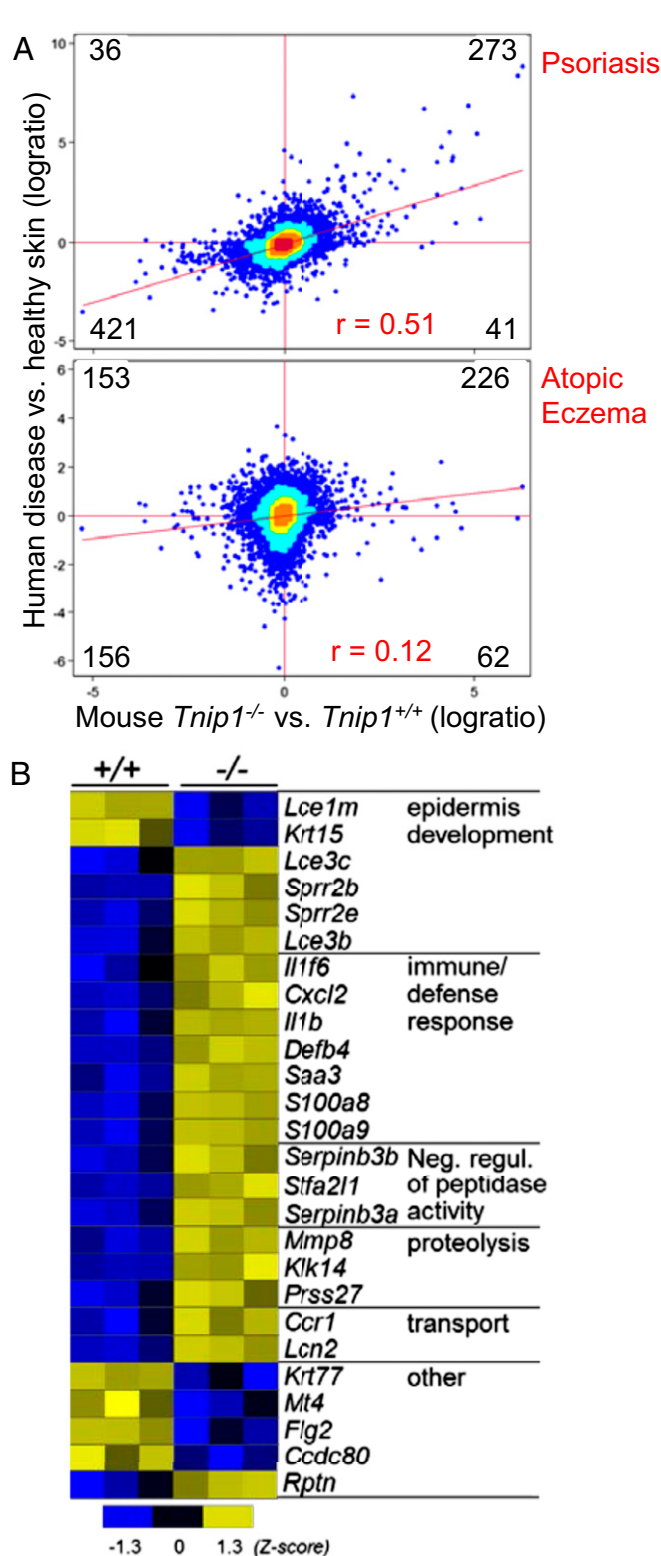 A
Human disease vs. healthy skin (logratio)
10
5
0
-5
36
273
421
41
r = 0.51
Psoriasis
6
4
2
0
-2
-4
-6
153
226
156
62
r = 0.12
Atopic
Eczema
-5
0
5
Mouse Tnip1-/- vs. Tnip1+/+ (logratio)
B
+/+ -/-
Lce1m epidermis
Krt15 development
Lce3c
Sprr2b
Sprr2e
Lce3b
Il1f6 immune/
Cxcl2 defense
Il1b response
Defb4
Saa3
S100a8
S100a9
Serpinb3b Neg. regul.
Stfa2l1 of peptidase
Serpinb3a activity
Mmp8 proteolysis
Klk14
Prss27
Ccr1 transport
Lcn2
Krt77 other
Mt4
Flg2
Ccdc80
Rptn
-1.3 0 1.3 (Z-score)